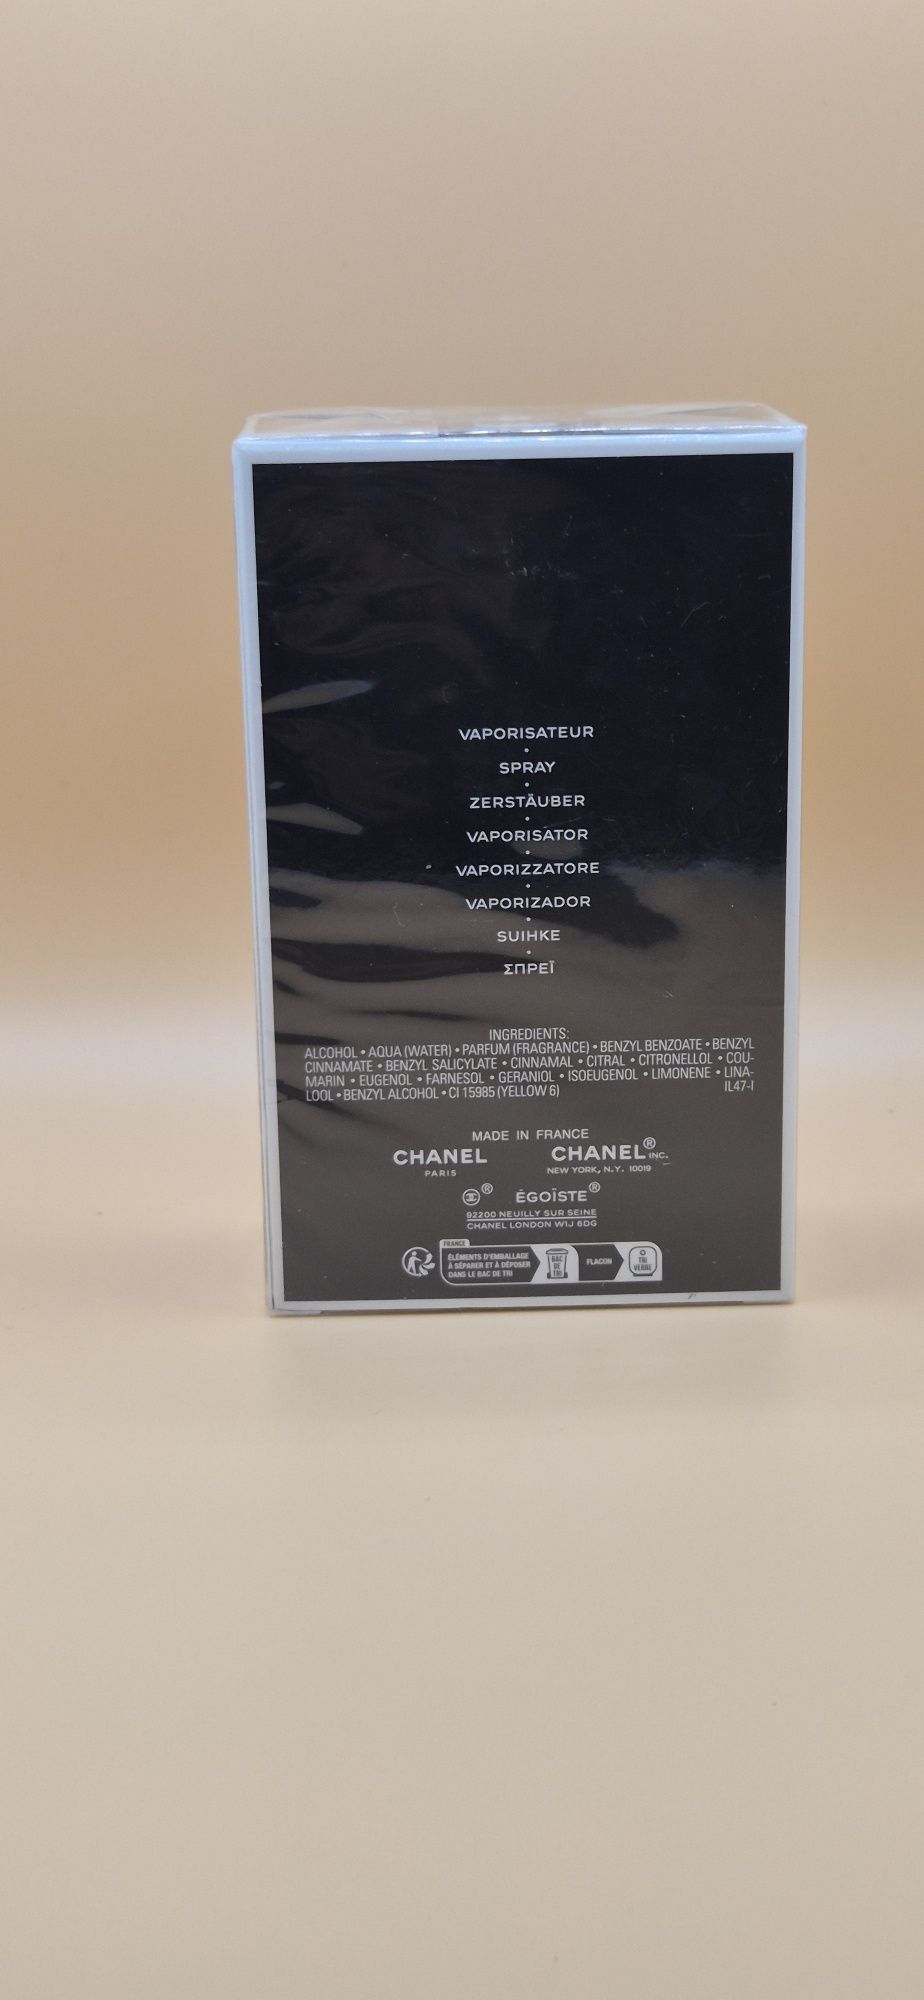 VAPORISATEUR
•
SPRAY
•
ZERSTÄUBER
•
VAPORISATOR
•
VAPORIZZATORE
•
VAPORIZADOR
•
SUIHKE
•
ΣΠΡΕΪ
INGREDIENTS:
ALCOHOL • AQUA (WATER) • PARFUM (FRAGRANCE) • BENZYL BENZOATE • BENZYL
CINNAMATE • BENZYL SALICYLATE • CINNAMAL • CITRAL • CITRONELLOL • COU-
MARIN • EUGENOL • FARNESOL • GERANIOL • ISOEUGENOL • LIMONENE • LINA-
LOOL • BENZYL ALCOHOL • CI 15985 (YELLOW 6) IL47-I
MADE IN FRANCE
CHANEL CHANEL® INC.
PARIS NEW YORK, N.Y. 10019
® ÉGOÏSTE®
92200 NEUILLY SUR SEINE
CHANEL LONDON W1J 6DG
FRANCE
ÉLÉMENTS D'EMBALLAGE
À SÉPARER ET À DÉPOSER
DANS LE BAC DE TRI
BAC
DE
TRI
FLACON
TRI
VERRE